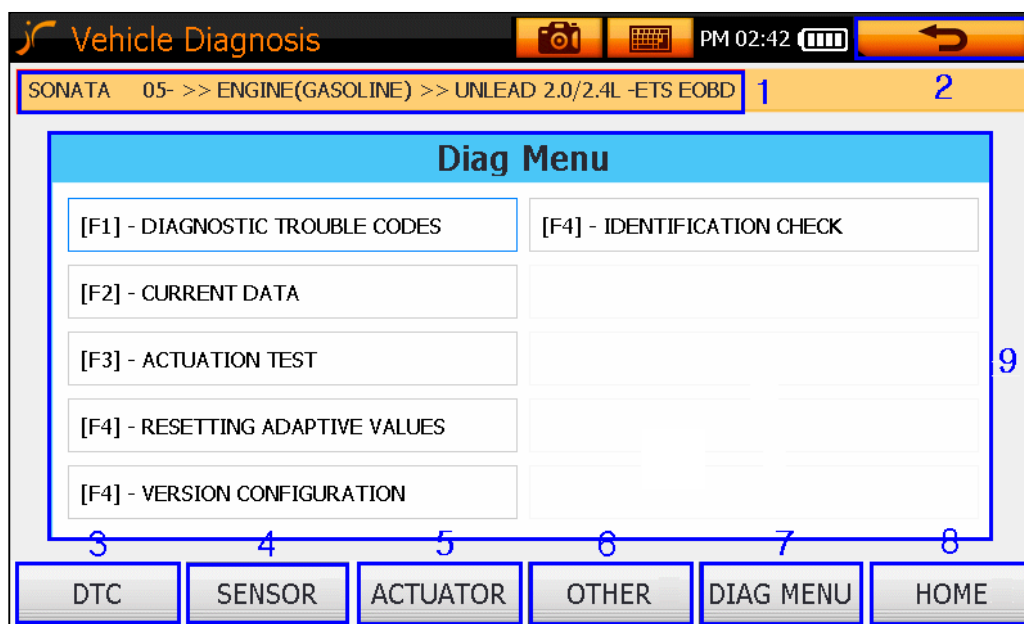 Vehicle Diagnosis PM 02:42
SONATA 05- >> ENGINE(GASOLINE) >> UNLEAD 2.0/2.4L -ETS EOBD 1 2
Diag Menu
[F1] - DIAGNOSTIC TROUBLE CODES [F4] - IDENTIFICATION CHECK
[F2] - CURRENT DATA
[F3] - ACTUATION TEST 9
[F4] - RESETTING ADAPTIVE VALUES
[F4] - VERSION CONFIGURATION
3 4 5 6 7 8
DTC SENSOR ACTUATOR OTHER DIAG MENU HOME